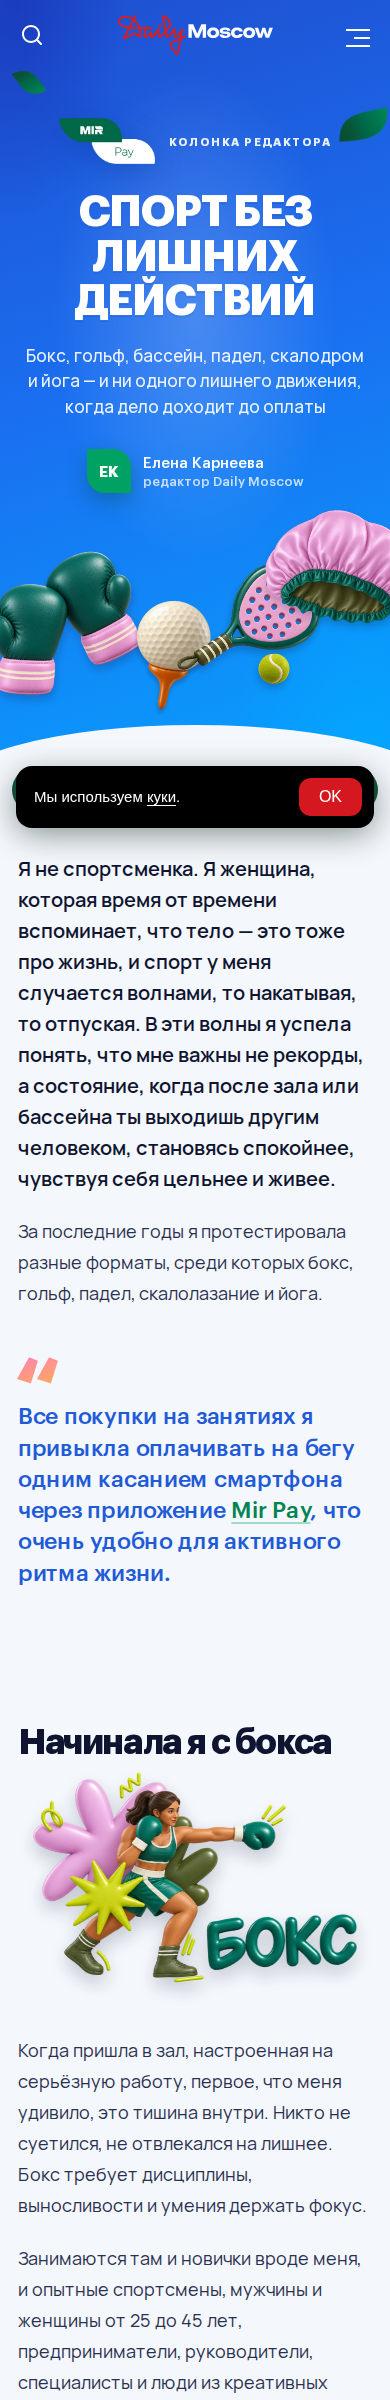 Daily Moscow
MIR
Pay
КОЛОНКА РЕДАКТОРА
СПОРТ БЕЗ
ЛИШНИХ
ДЕЙСТВИЙ
Бокс, гольф, бассейн, падел, скалодром
и йога — и ни одного лишнего движения,
когда дело доходит до оплаты
ЕК
Елена Карнеева
редактор Daily Moscow
Мы используем куки.
OK
Я не спортсменка. Я женщина,
которая время от времени
вспоминает, что тело — это тоже
про жизнь, и спорт у меня
случается волнами, то накатывая,
то отпуская. В эти волны я успела
понять, что мне важны не рекорды,
а состояние, когда после зала или
бассейна ты выходишь другим
человеком, становясь спокойнее,
чувствуя себя цельнее и живее.
За последние годы я протестировала
разные форматы, среди которых бокс,
гольф, падел, скалолазание и йога.
Все покупки на занятиях я
привыкла оплачивать на бегу
одним касанием смартфона
через приложение Mir Pay, что
очень удобно для активного
ритма жизни.
Начинала я с бокса
БОКС
Когда пришла в зал, настроенная на
серьёзную работу, первое, что меня
удивило, это тишина внутри. Никто не
суетился, не отвлекался на лишнее.
Бокс требует дисциплины,
выносливости и умения держать фокус.
Занимаются там и новички вроде меня,
и опытные спортсмены, мужчины и
женщины от 25 до 45 лет,
предприниматели, руководители,
специалисты и люди из креативных